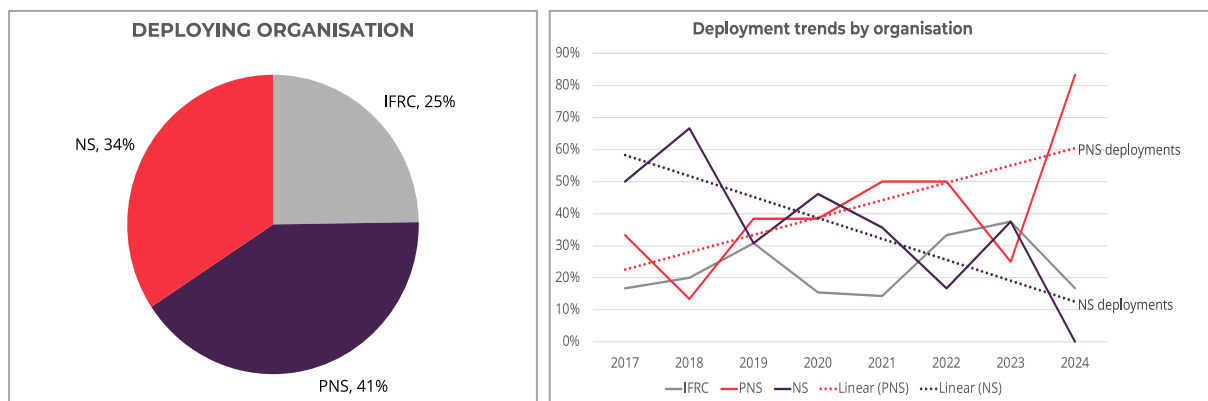 DEPLOYING ORGANISATION
IFRC, 25%
NS, 34%
PNS, 41%
Deployment trends by organisation
90%
80%
70%
60%
50%
40%
30%
20%
10%
0%
PNS deployments
NS deployments
2017 2018 2019 2020 2021 2022 2023 2024
IFRC PNS NS Linear (PNS) Linear (NS)